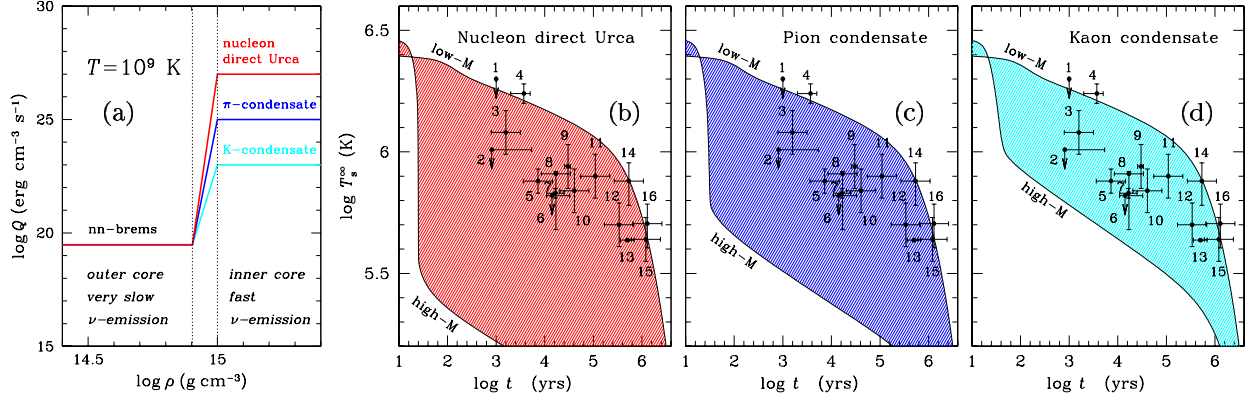 30
25
20
15
log Q (erg cm⁻³ s⁻¹)
T=10⁹ K
(a)
nucleon
direct Urca
π-condensate
K-condensate
nn-brems
outer core
very slow
ν-emission
inner core
fast
ν-emission
14.5 15
log ρ (g cm⁻³)
6.5
6
5.5
log Tₛ^∞ (K)
Nucleon direct Urca
(b)
low-M
high-M
1
4
3
2
9
8
11
7
5
6
10
12
14
16
13
15
1 2 3 4 5 6
log t (yrs)
Pion condensate
(c)
low-M
high-M
1
4
3
2
9
8
11
7
5
6
10
12
14
16
13
15
1 2 3 4 5 6
log t (yrs)
Kaon condensate
(d)
low-M
high-M
1
4
3
2
9
8
11
7
5
6
10
12
14
16
13
15
1 2 3 4 5 6
log t (yrs)